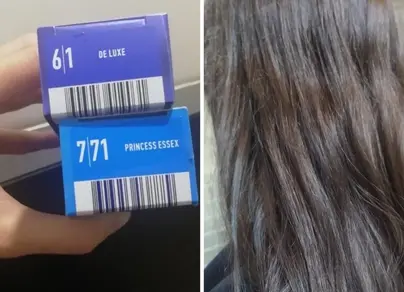 6|1 DE LUXE
7|71 PRINCESS ESSEX